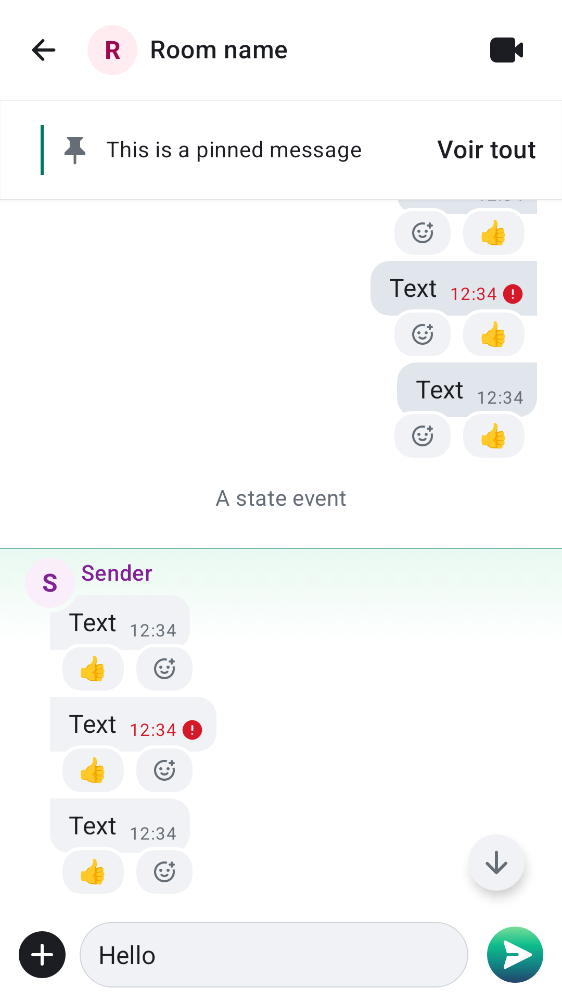 R Room name
This is a pinned message Voir tout
Text 12:34
Text 12:34
A state event
S Sender
Text 12:34
Text 12:34
Text 12:34
Hello